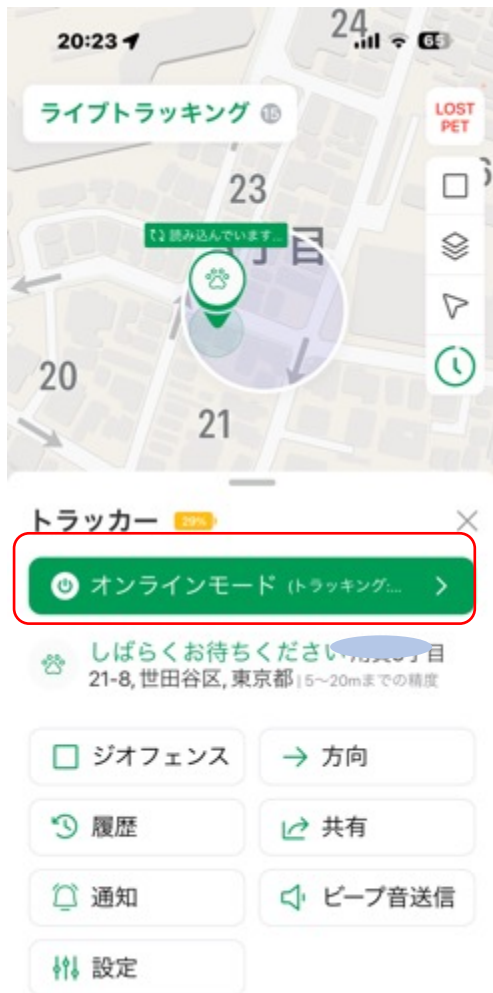 20:23
24
ライブトラッキング 15
LOST
PET
23
読み込んでいます...
丁目
20
21
トラッカー 29%
オンラインモード (トラッキング:...
しばらくお待ちください 丁目
21-8, 世田谷区, 東京都 | 5〜20mまでの精度
ジオフェンス
方向
履歴
共有
通知
ビープ音送信
設定